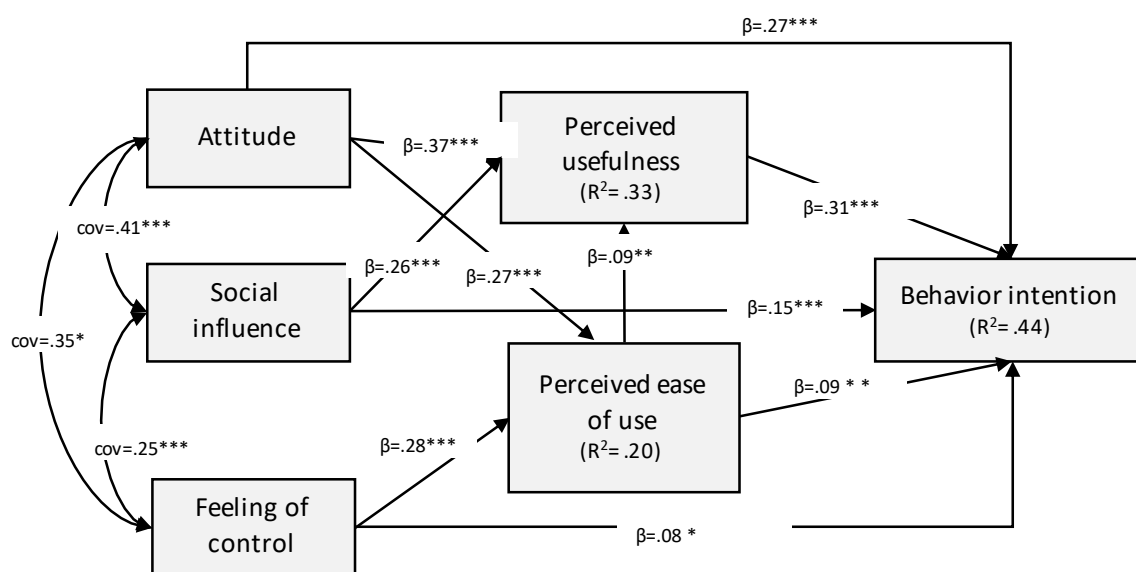 β=.27***
Attitude
Perceived
usefulness
(R²= .33)
β=.37***
β=.31***
cov=.41***
β=.26***
β=.27***
β=.09**
Social
influence
β=.15***
Behavior intention
(R²= .44)
cov=.35*
Perceived ease
of use
(R²= .20)
β=.09 * *
cov=.25***
β=.28***
Feeling of
control
β=.08 *